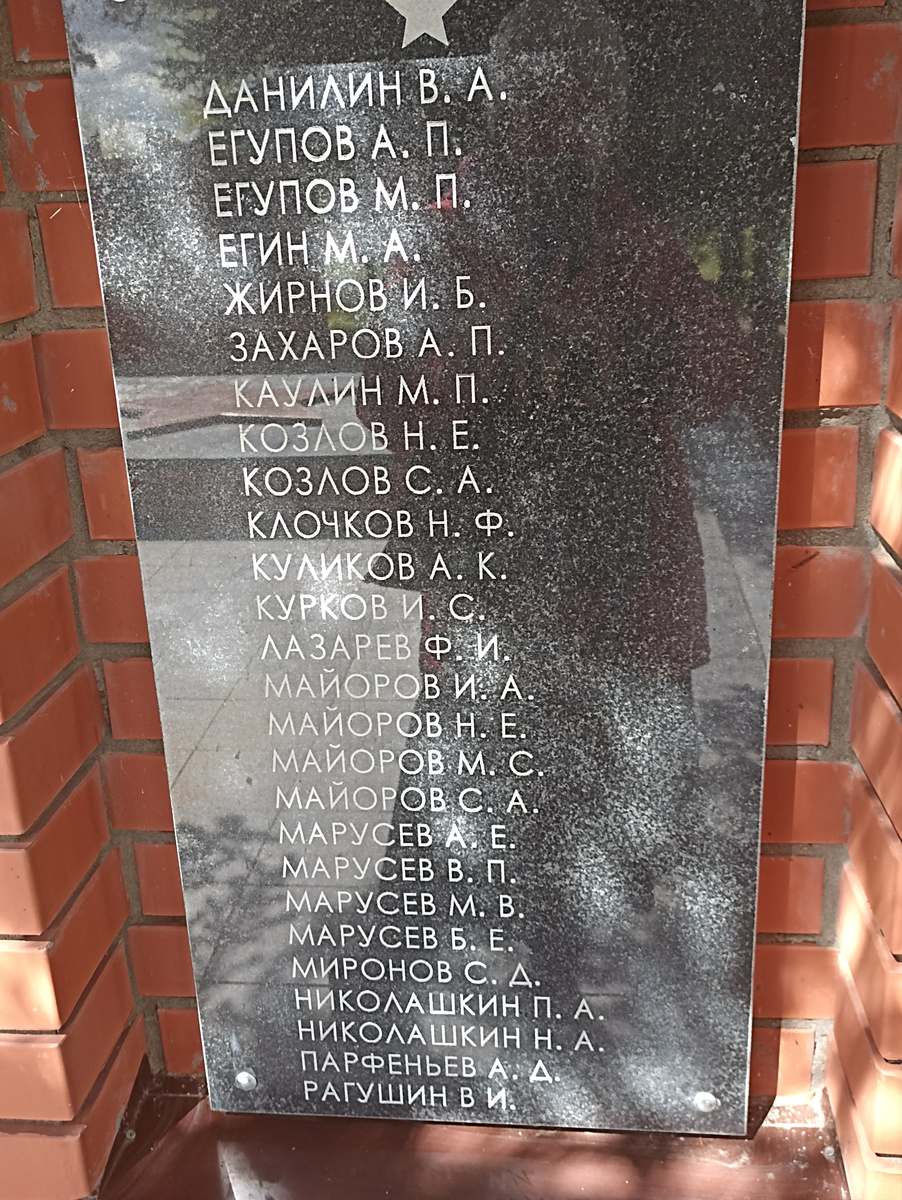 ДАНИЛИН В. А.
ЕГУПОВ А. П.
ЕГУПОВ М. П.
ЕГИН М. А.
ЖИРНОВ И. Б.
ЗАХАРОВ А. П.
КАУЛИН М. П.
КОЗЛОВ Н. Е.
КОЗЛОВ С. А.
КЛОЧКОВ Н. Ф.
КУЛИКОВ А. К.
КУРКОВ И. С.
ЛАЗАРЕВ Ф. И.
МАЙОРОВ И. А.
МАЙОРОВ Н. Е.
МАЙОРОВ М. С.
МАЙОРОВ С. А.
МАРУСЕВ А. Е.
МАРУСЕВ В. П.
МАРУСЕВ М. В.
МАРУСЕВ Б. Е.
МИРОНОВ С. Д.
НИКОЛАШКИН П. А.
НИКОЛАШКИН Н. А.
ПАРФЕНЬЕВ А. Д.
РАГУШИН В И.